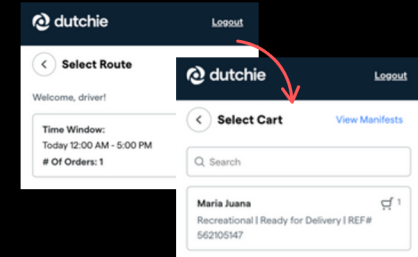 dutchie
Logout
Select Route
Welcome, driver!
Time Window:
Today 12:00 AM - 5:00 PM
# Of Orders: 1
dutchie
Logout
Select Cart
View Manifests
Search
Maria Juana
1
Recreational | Ready for Delivery | REF#
562105147